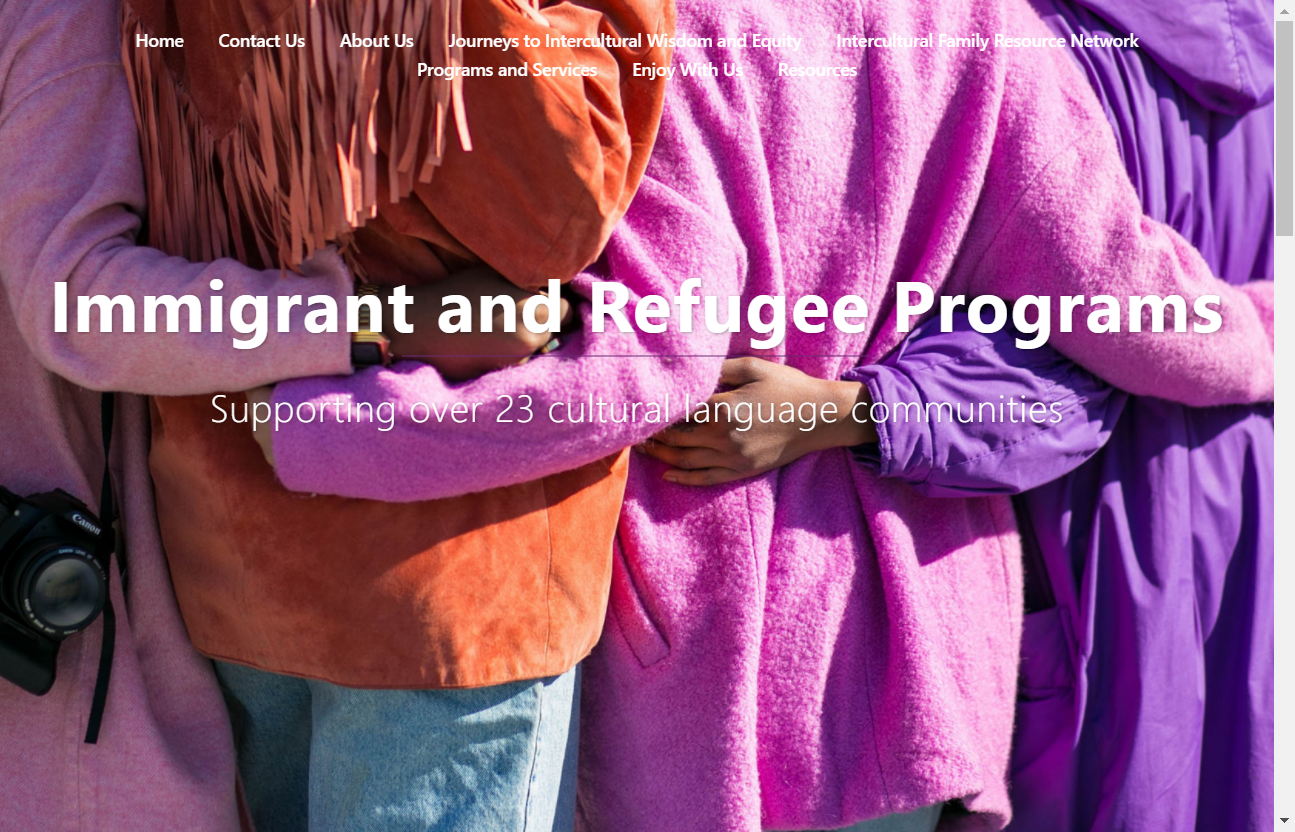 Home Contact Us About Us Journeys to Intercultural Wisdom and Equity Intercultural Family Resource Network
Programs and Services Enjoy With Us Resources
Immigrant and Refugee Programs
Supporting over 23 cultural language communities
Canon